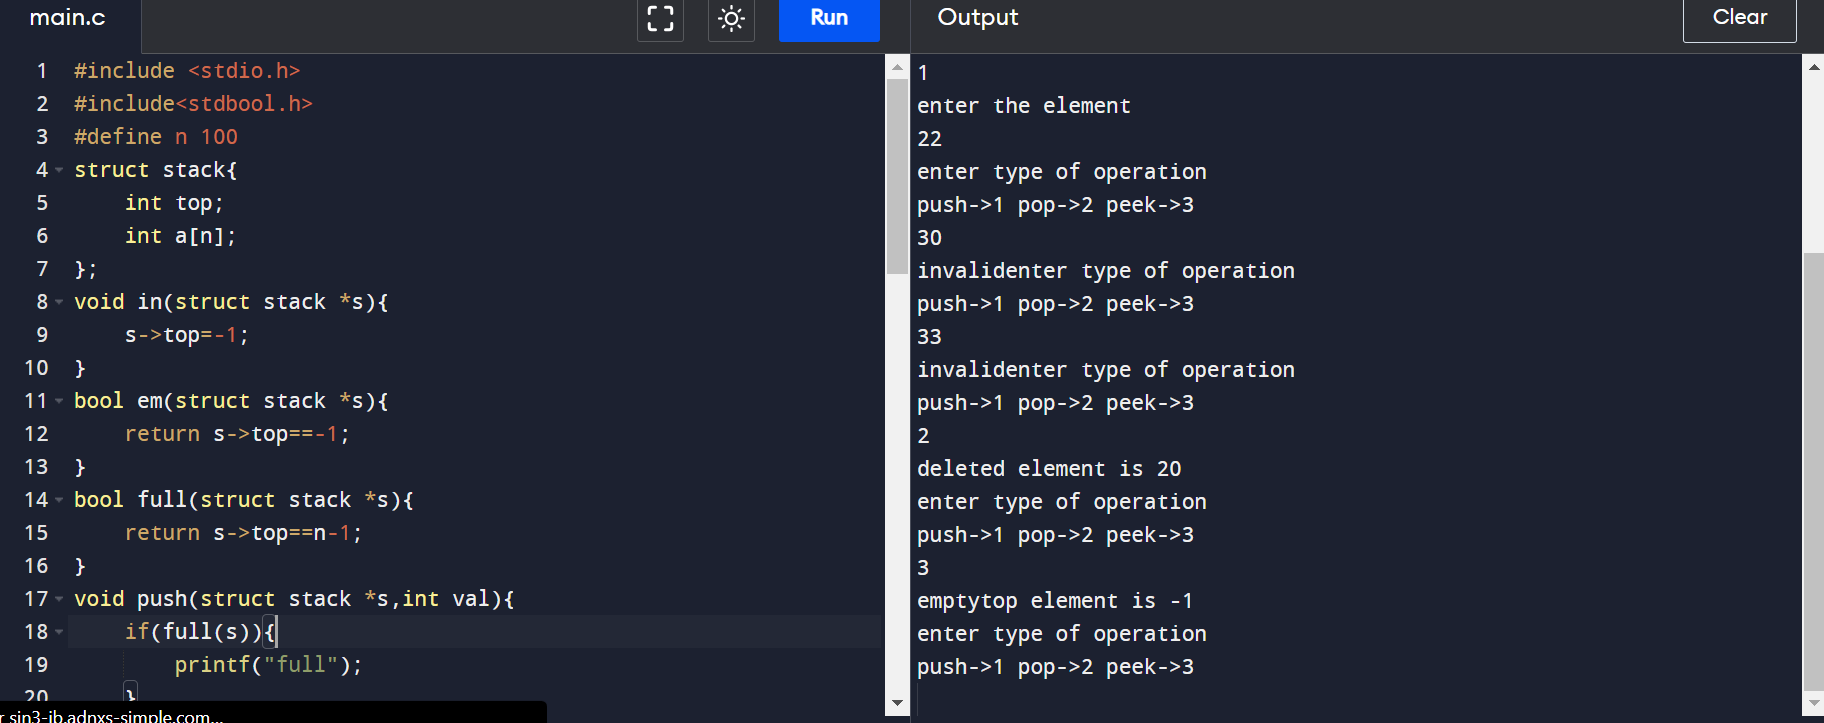 main.c
Run
1 #include <stdio.h>
2 #include<stdbool.h>
3 #define n 100
4 struct stack{
5     int top;
6     int a[n];
7 };
8 void in(struct stack *s){
9     s->top=-1;
10 }
11 bool em(struct stack *s){
12     return s->top==-1;
13 }
14 bool full(struct stack *s){
15     return s->top==n-1;
16 }
17 void push(struct stack *s,int val){
18     if(full(s)){
19         printf("full");
20     }
r sin3-ib.adnxs-simple.com...
Output
Clear
1
enter the element
22
enter type of operation
push->1 pop->2 peek->3
30
invalidenter type of operation
push->1 pop->2 peek->3
33
invalidenter type of operation
push->1 pop->2 peek->3
2
deleted element is 20
enter type of operation
push->1 pop->2 peek->3
3
emptytop element is -1
enter type of operation
push->1 pop->2 peek->3